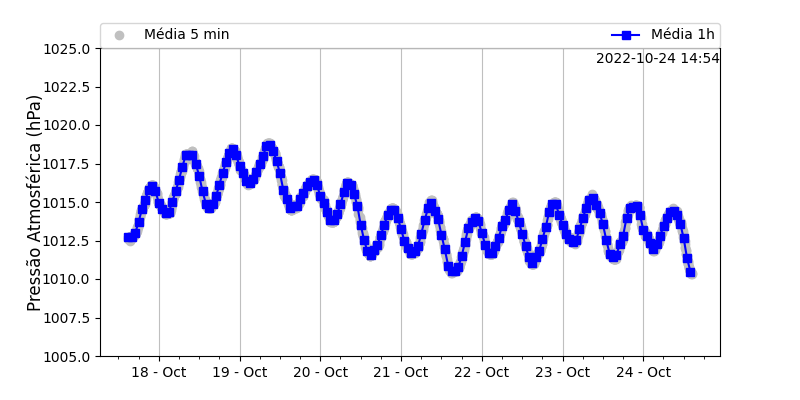 Média 5 min
Média 1h
2022-10-24 14:54
Pressão Atmosférica (hPa)
1025.0
1022.5
1020.0
1017.5
1015.0
1012.5
1010.0
1007.5
1005.0
18 - Oct
19 - Oct
20 - Oct
21 - Oct
22 - Oct
23 - Oct
24 - Oct